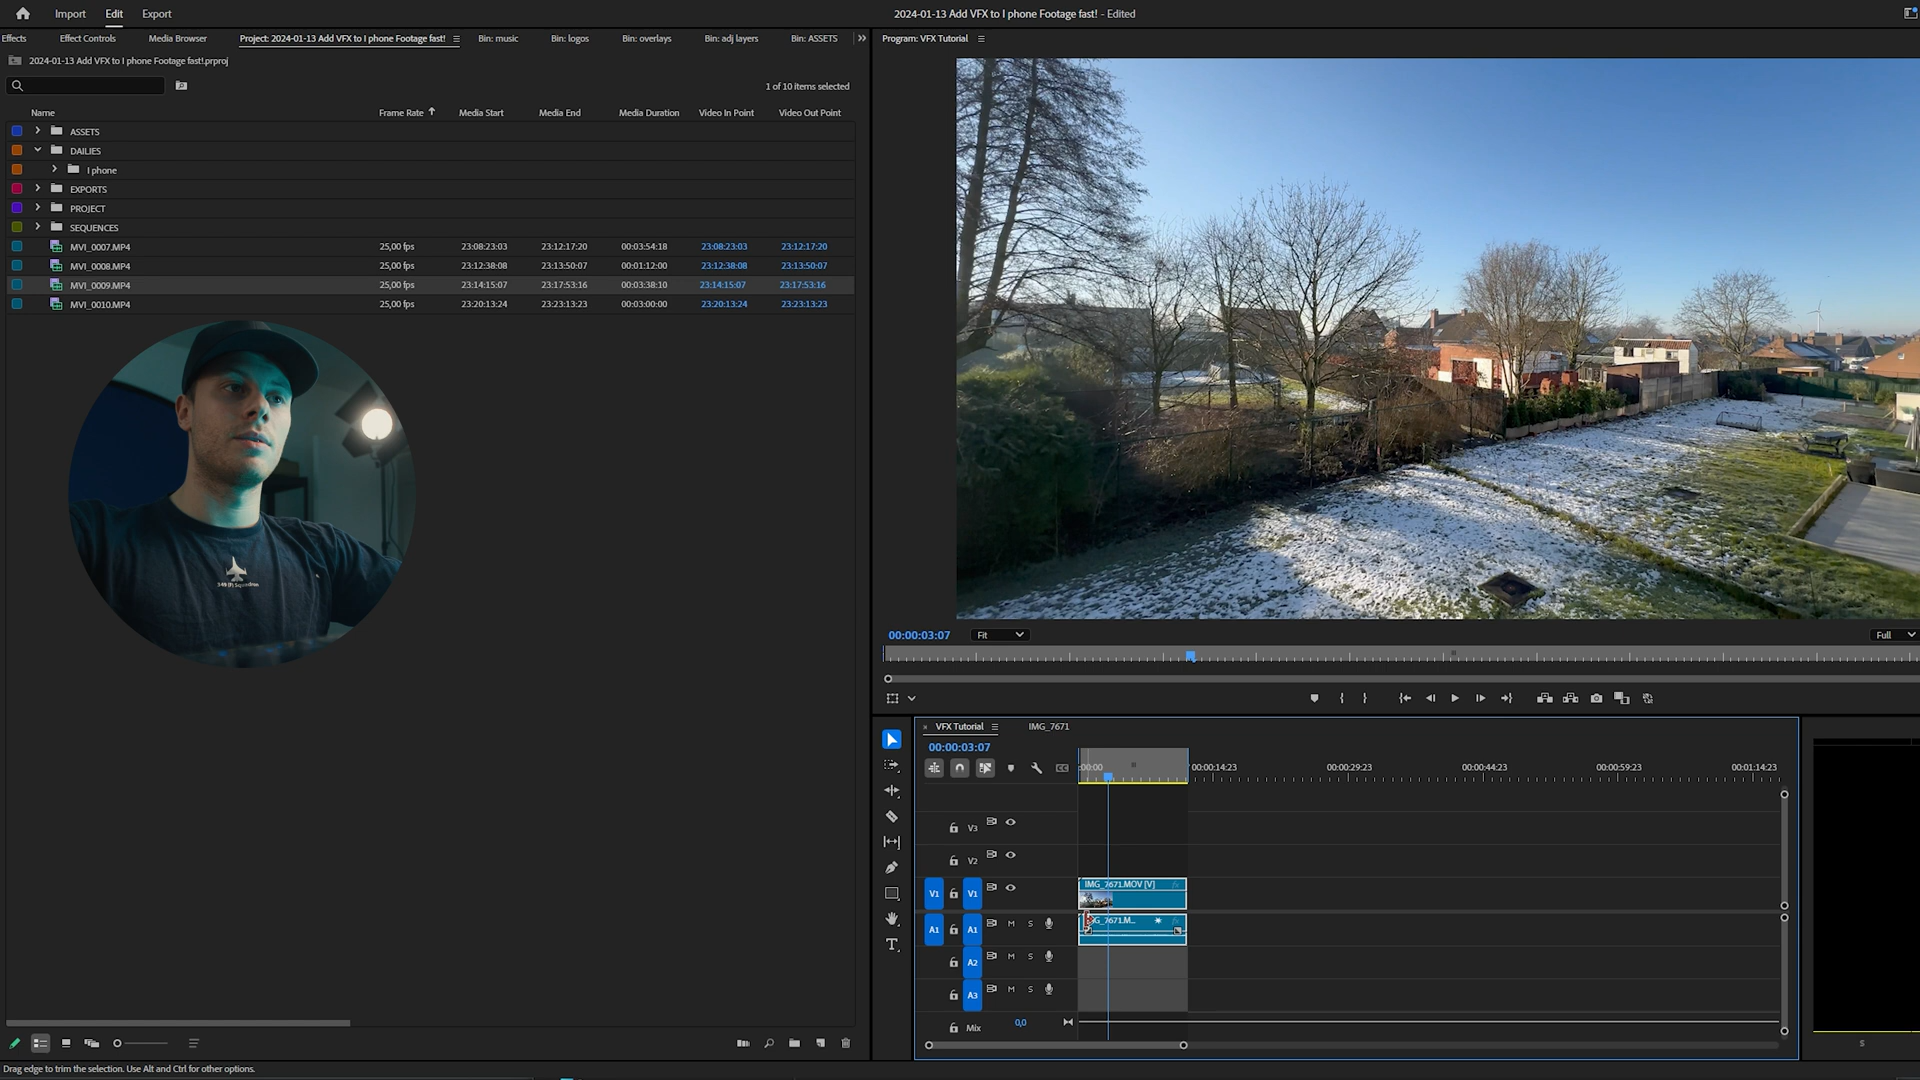 Import Edit Export 2024-01-13 Add VFX to I phone Footage fast! - Edited
Effects Effect Controls Media Browser Project: 2024-01-13 Add VFX to I phone Footage fast! Bin: music Bin: logos Bin: overlays Bin: adj layers Bin: ASSETS Program: VFX Tutorial
2024-01-13 Add VFX to I phone Footage fast!.prproj
1 of 10 items selected
Name Frame Rate Media Start Media End Media Duration Video In Point Video Out Point
ASSETS
DAILIES
I phone
EXPORTS
PROJECT
SEQUENCES
MVI_0007.MP4 25,00 fps 23:08:23:03 23:12:17:20 00:03:54:18 23:08:23:03 23:12:17:20
MVI_0008.MP4 25,00 fps 23:12:38:08 23:13:50:07 00:01:12:00 23:12:38:08 23:13:50:07
MVI_0009.MP4 25,00 fps 23:14:15:07 23:17:53:16 00:03:38:10 23:14:15:07 23:17:53:16
MVI_0010.MP4 25,00 fps 23:20:13:24 23:23:13:23 00:03:00:00 23:20:13:24 23:23:13:23
349 (F) Squadron
00:00:03:07 Fit Full
VFX Tutorial IMG_7671
00:00:03:07
:00:00 00:00:14:23 00:00:29:23 00:00:44:23 00:00:59:23 00:01:14:23
V3
V2
V1 V1 IMG_7671.MOV [V]
A1 A1 M S
A2 M S
A3 M S
Mix 0,0
S
Drag edge to trim the selection. Use Alt and Ctrl for other options.